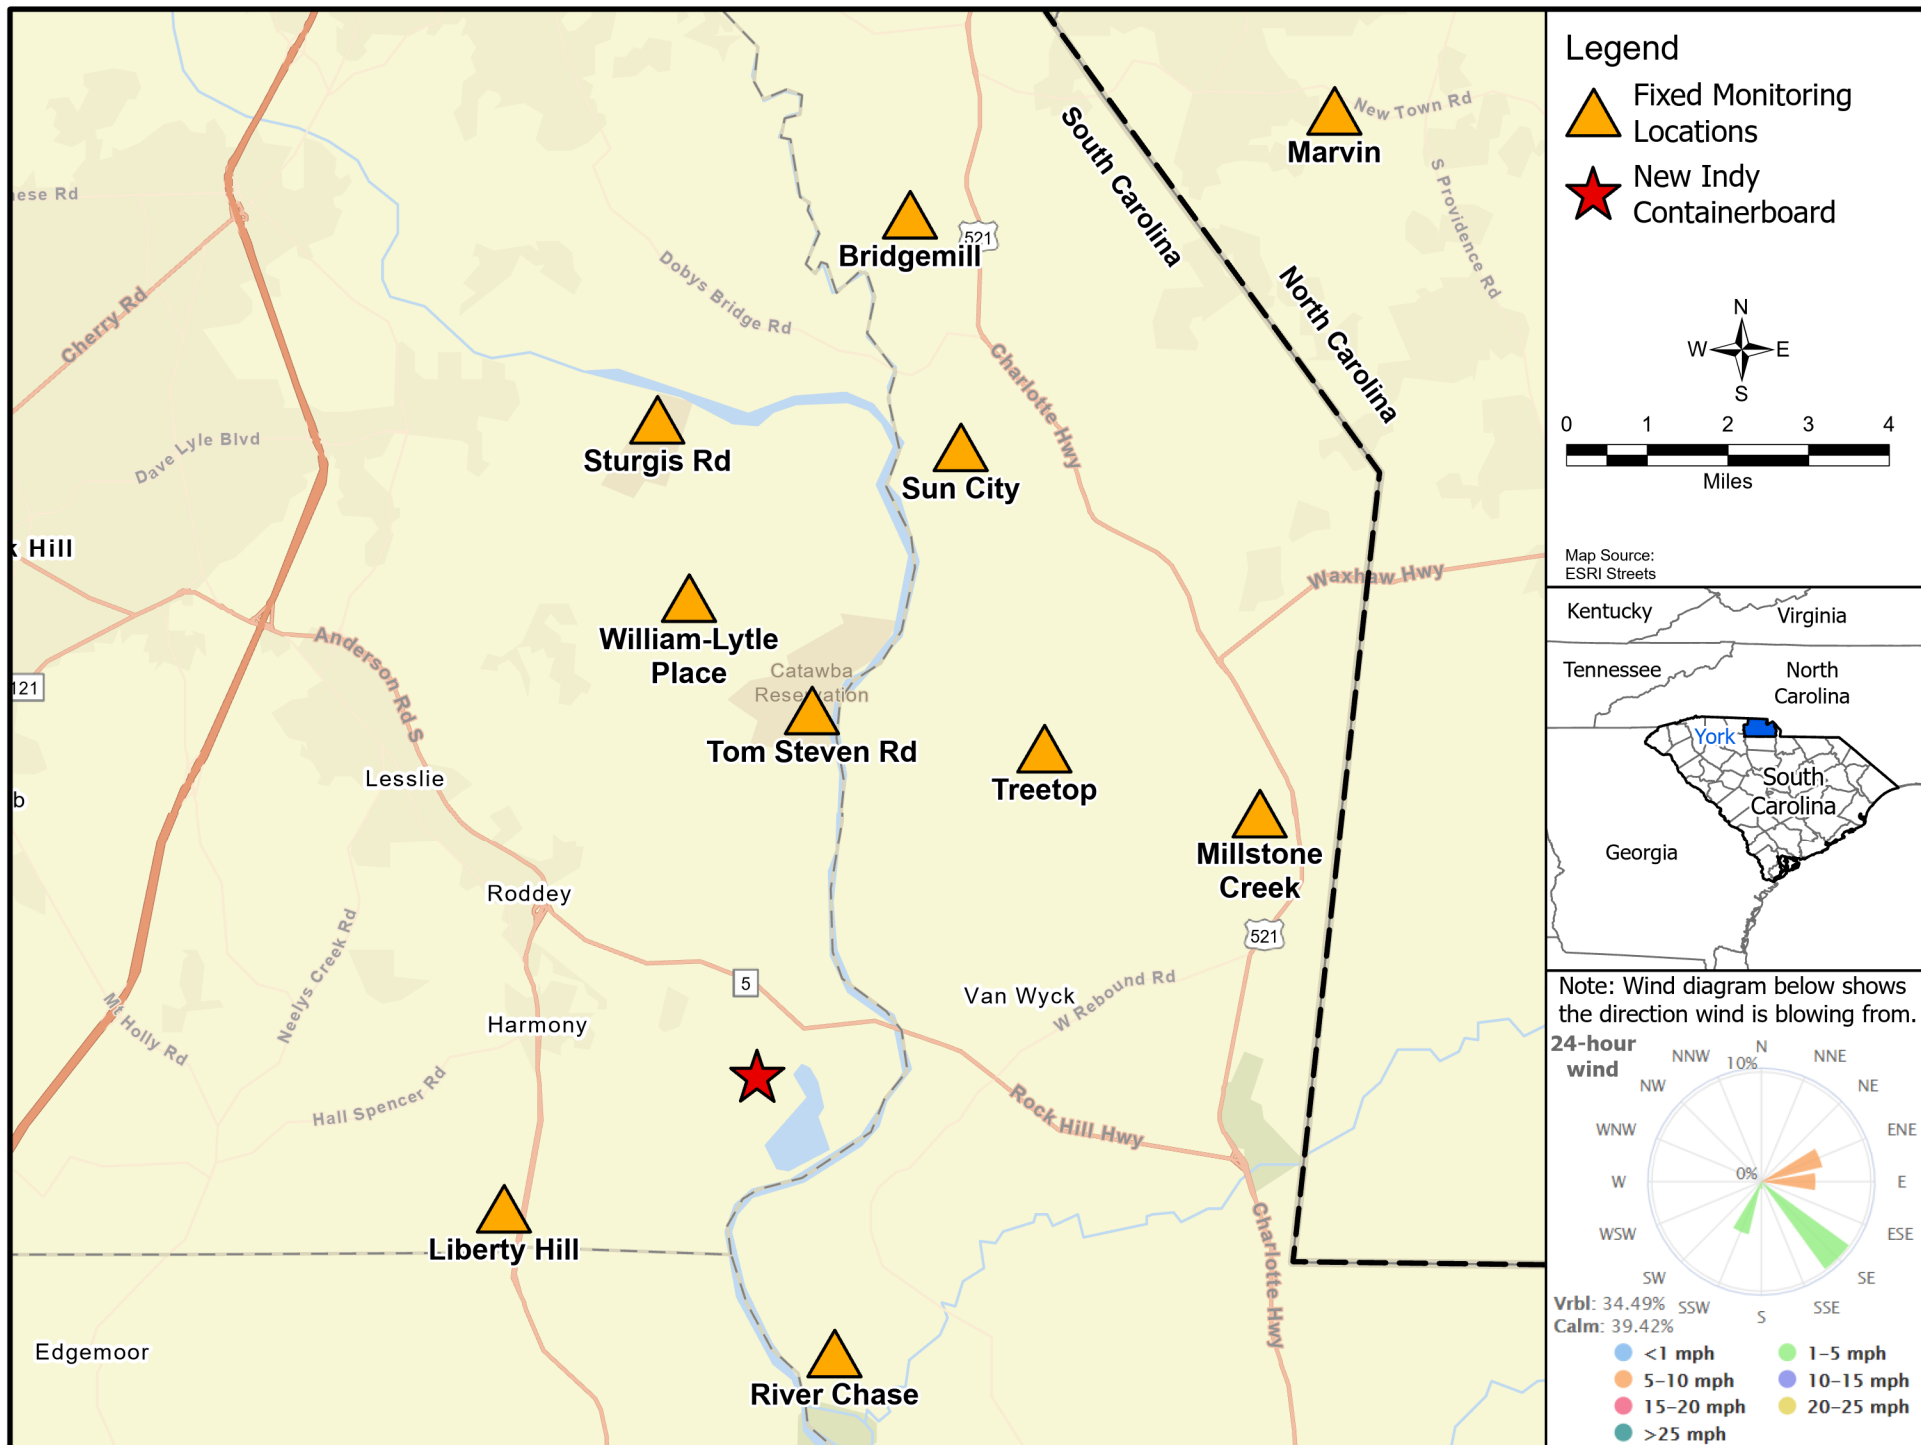 Marvin
New Town Rd
S Providence Rd
South Carolina
North Carolina
Bridgemill
521
Dobys Bridge Rd
Cherry Rd
Charlotte Hwy
Dave Lyle Blvd
Sturgis Rd
Sun City
Hill
Waxhaw Hwy
William-Lytle
Place
Anderson Rd S
121
Catawba
Reservation
Tom Steven Rd
Treetop
Lesslie
Millstone
Creek
Roddey
521
Neelys Creek Rd
5
Van Wyck
W Rebound Rd
Mt Holly Rd
Harmony
Hall Spencer Rd
Rock Hill Hwy
Liberty Hill
Charlotte Hwy
Edgemoor
River Chase
Legend
Fixed Monitoring
Locations
New Indy
Containerboard
N
W E
S
0 1 2 3 4
Miles
Map Source:
ESRI Streets
Kentucky
Virginia
Tennessee
North
Carolina
York
South
Carolina
Georgia
Note: Wind diagram below shows
the direction wind is blowing from.
24-hour
wind
N
NNW
NNE
10%
NW
NE
WNW
ENE
0%
W
E
WSW
ESE
SW
SE
SSW
SSE
S
Vrbl: 34.49%
Calm: 39.42%
<1 mph
1-5 mph
5-10 mph
10-15 mph
15-20 mph
20-25 mph
>25 mph